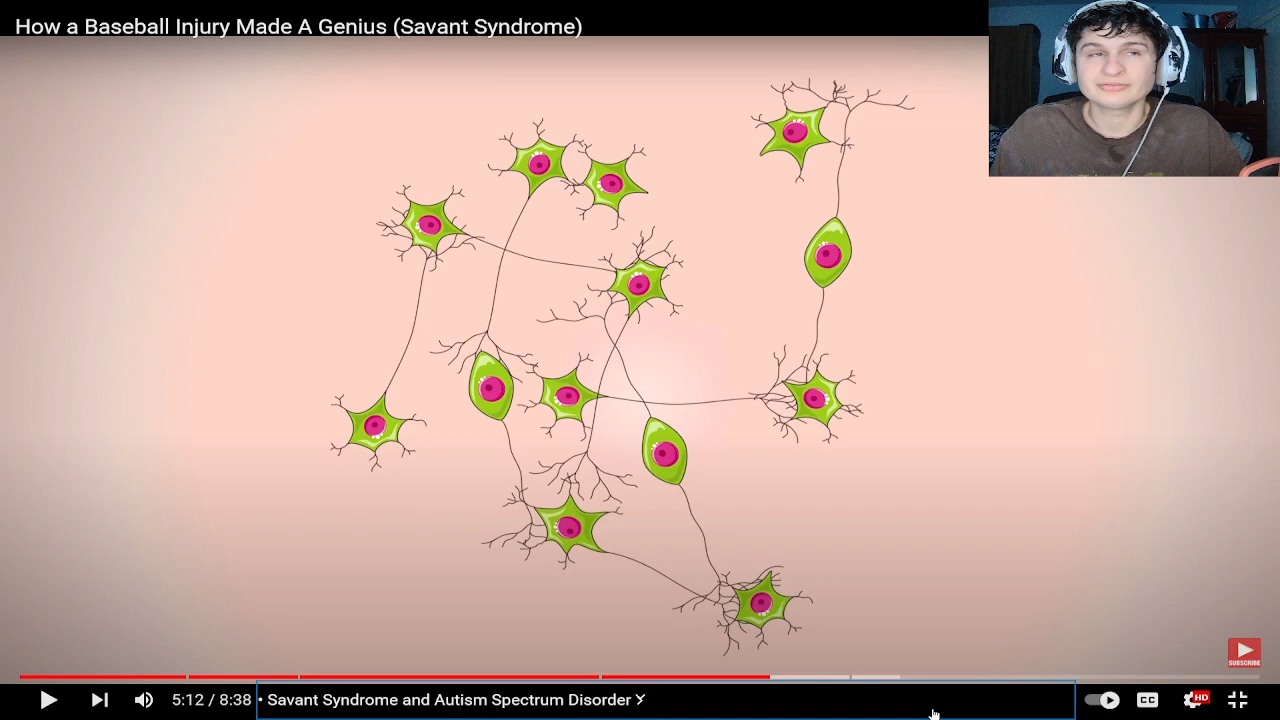 How a Baseball Injury Made A Genius (Savant Syndrome)
SUBSCRIBE
5:12 / 8:38 • Savant Syndrome and Autism Spectrum Disorder
CC
HD